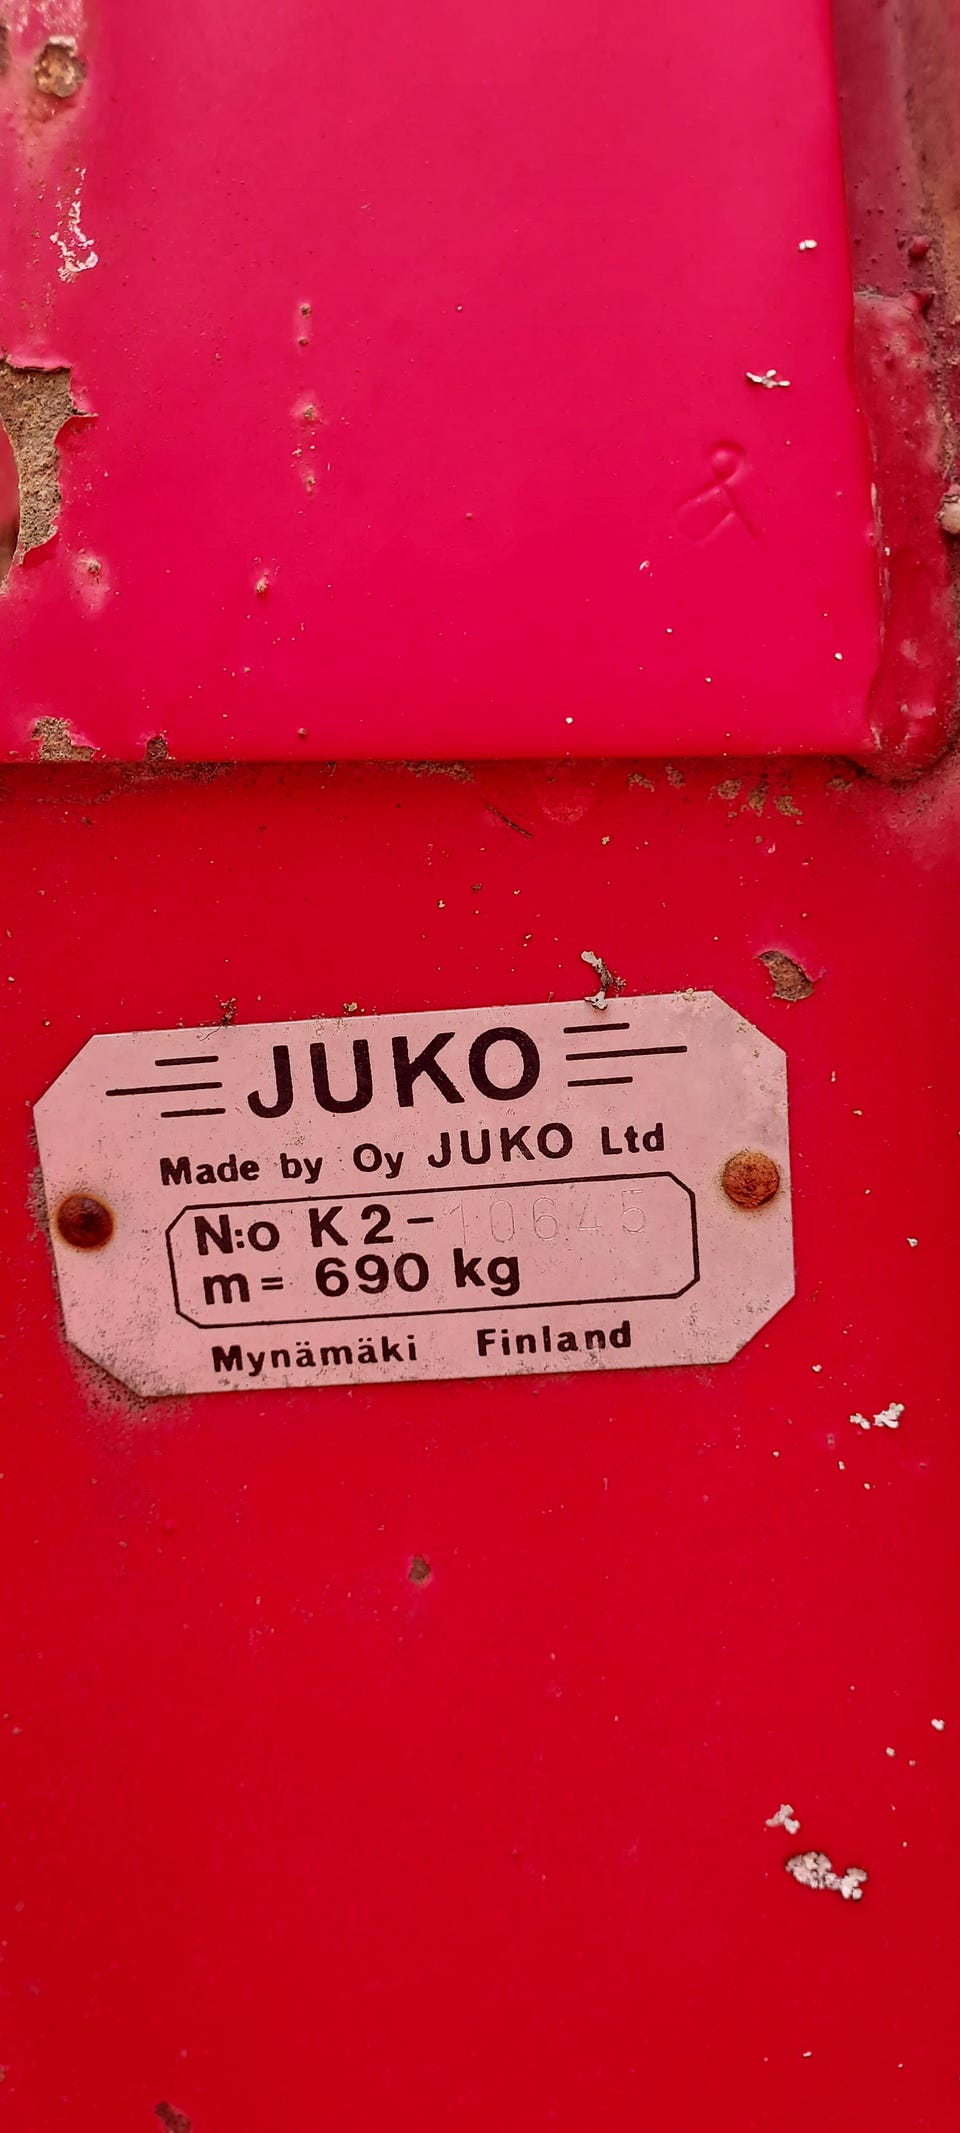 JUKO
Made by Oy JUKO Ltd
N:o K2-10645
m= 690 kg
Mynämäki Finland